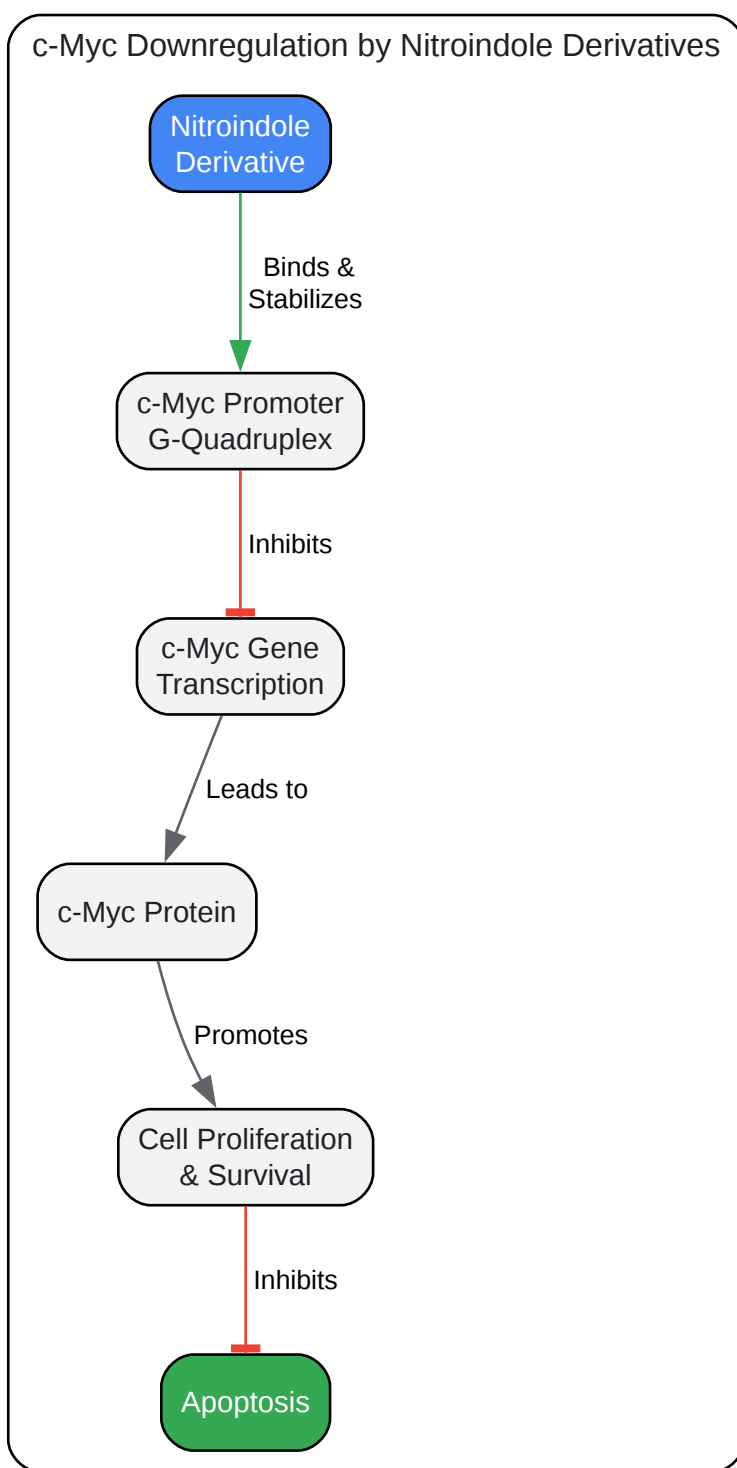 c-Myc Downregulation by Nitroindole Derivatives
Nitroindole
Derivative
Binds &
Stabilizes
c-Myc Promoter
G-Quadruplex
Inhibits
c-Myc Gene
Transcription
Leads to
c-Myc Protein
Promotes
Cell Proliferation
& Survival
Inhibits
Apoptosis